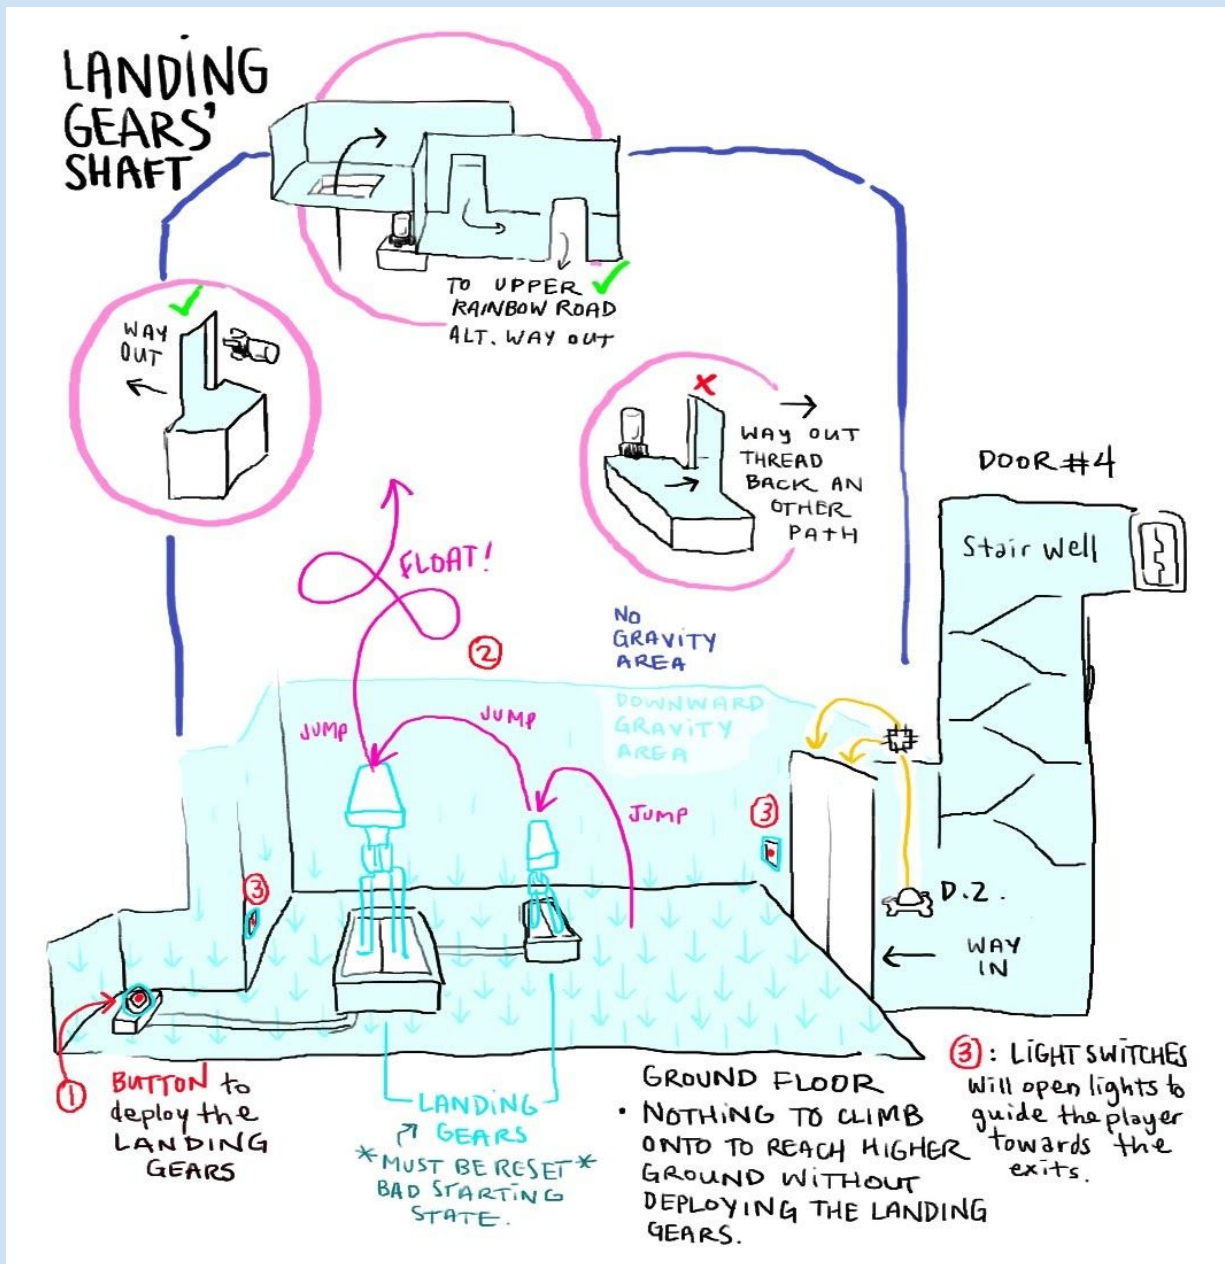 LANDING
GEARS'
SHAFT
TO UPPER
RAINBOW ROAD
ALT. WAY OUT
WAY
OUT
WAY OUT
THREAD
BACK AN
OTHER
PATH
DOOR #4
Stair Well
FLOAT!
NO
GRAVITY
AREA
2
DOWNWARD
GRAVITY
AREA
JUMP
JUMP
JUMP
3
3
D.2.
WAY
IN
1
BUTTON to
deploy the
LANDING
GEARS
LANDING
GEARS
*MUST BE RESET*
BAD STARTING
STATE.
GROUND FLOOR
• NOTHING TO CLIMB
ONTO TO REACH HIGHER
GROUND WITHOUT
DEPLOYING THE LANDING
GEARS.
3 : LIGHT SWITCHES
will open lights to
guide the player
towards the
exits.